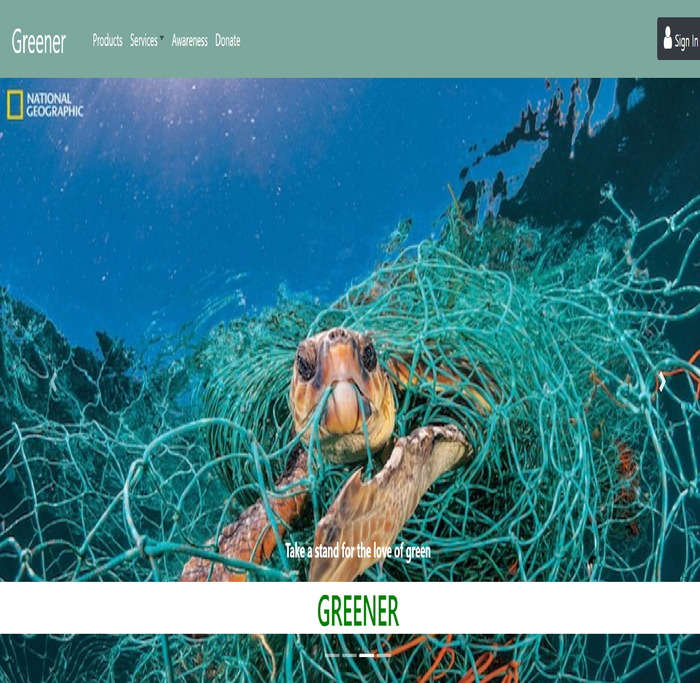 Greener
Products Services Awareness Donate
Sign In
NATIONAL
GEOGRAPHIC
Take a stand for the love of green
GREENER